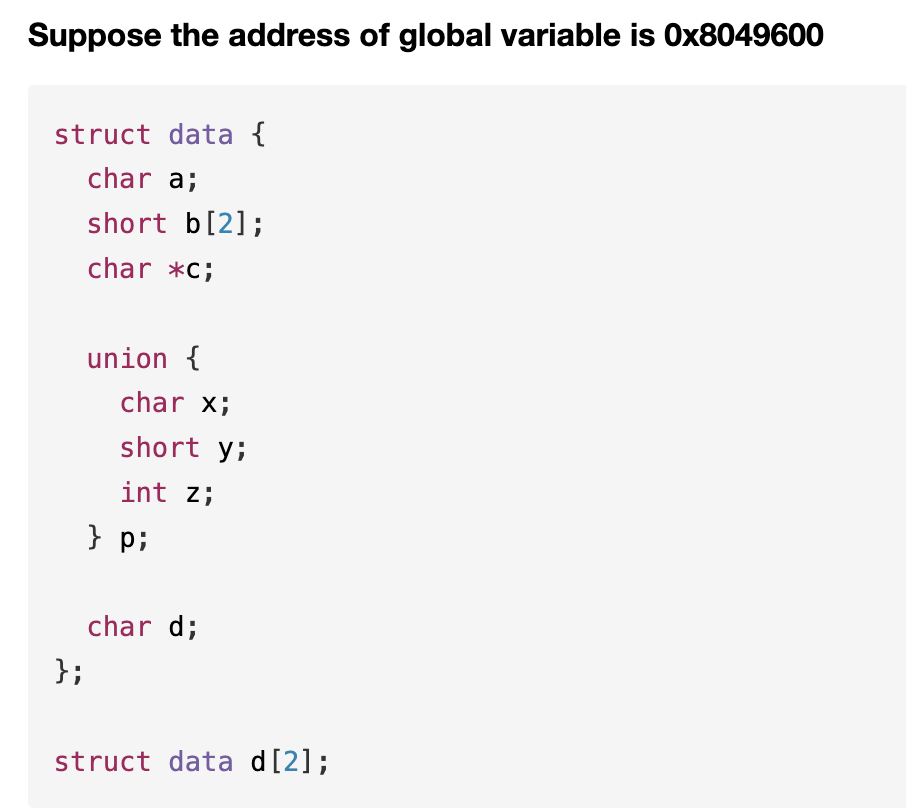 Suppose the address of global variable is 0x8049600
struct data {
  char a;
  short b[2];
  char *c;

  union {
    char x;
    short y;
    int z;
  } p;

  char d;
};

struct data d[2];